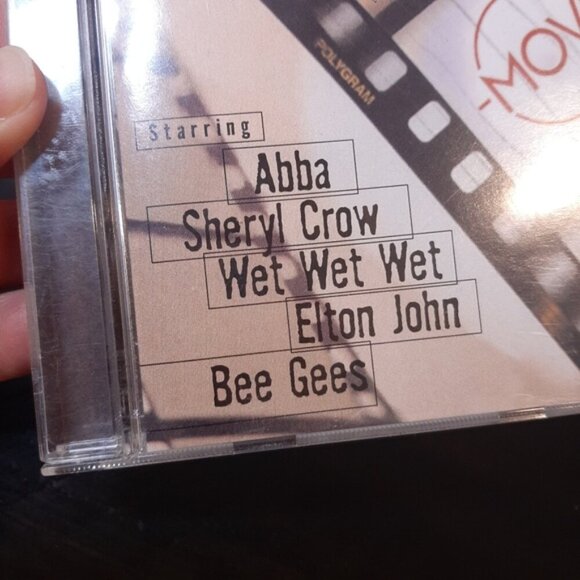 POLYGRAM
MOV
Starring
Abba
Sheryl Crow
Wet Wet Wet
Elton John
Bee Gees